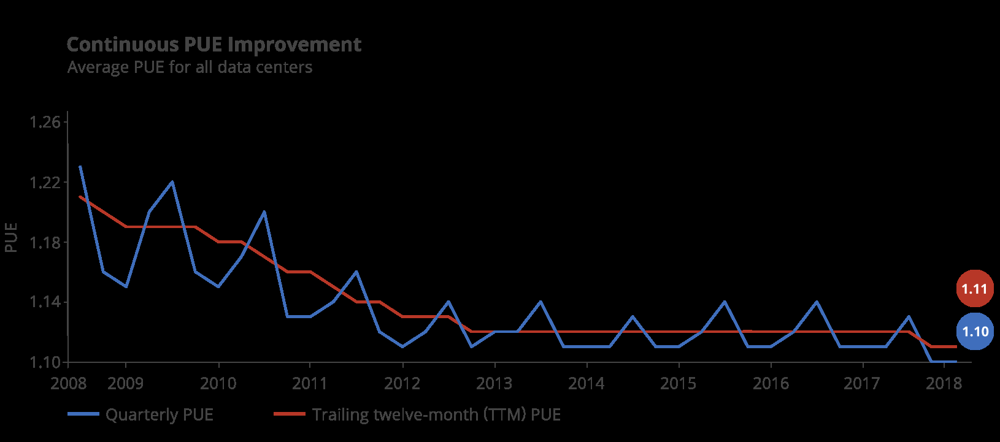 Continuous PUE Improvement
Average PUE for all data centers
1.26
1.22
1.18
1.14
1.10
PUE
1.11
1.10
2008 2009 2010 2011 2012 2013 2014 2015 2016 2017 2018
Quarterly PUE Trailing twelve-month (TTM) PUE